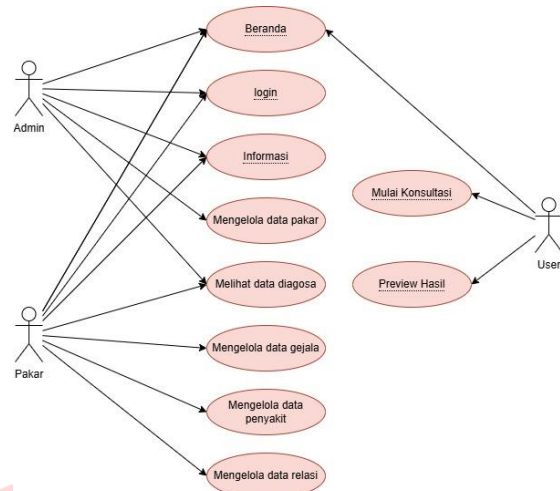 Beranda
login
Admin
Informasi
Mulai Konsultasi
Mengelola data pakar
User
Melihat data diagosa
Preview Hasil
Mengelola data gejala
Pakar
Mengelola data
penyakit
Mengelola data relasi